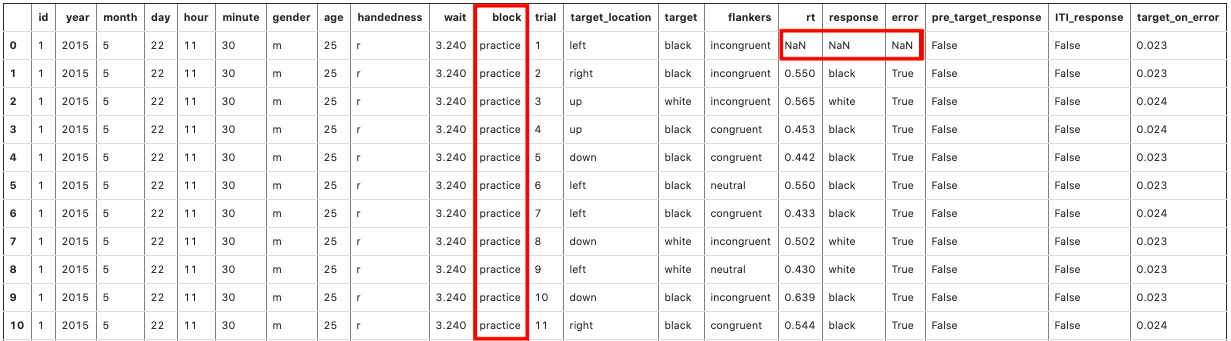 id year month day hour minute gender age handedness wait block trial target_location target flankers rt response error pre_target_response ITI_response target_on_error
0 1 2015 5 22 11 30 m 25 r 3.240 practice 1 left black incongruent NaN NaN NaN False False 0.023
1 1 2015 5 22 11 30 m 25 r 3.240 practice 2 right black incongruent 0.550 black True False False 0.023
2 1 2015 5 22 11 30 m 25 r 3.240 practice 3 up white incongruent 0.565 white True False False 0.024
3 1 2015 5 22 11 30 m 25 r 3.240 practice 4 up black congruent 0.453 black True False False 0.024
4 1 2015 5 22 11 30 m 25 r 3.240 practice 5 down black congruent 0.442 black True False False 0.023
5 1 2015 5 22 11 30 m 25 r 3.240 practice 6 left black neutral 0.550 black True False False 0.023
6 1 2015 5 22 11 30 m 25 r 3.240 practice 7 left black congruent 0.433 black True False False 0.024
7 1 2015 5 22 11 30 m 25 r 3.240 practice 8 down white incongruent 0.502 white True False False 0.023
8 1 2015 5 22 11 30 m 25 r 3.240 practice 9 left white neutral 0.430 white True False False 0.023
9 1 2015 5 22 11 30 m 25 r 3.240 practice 10 down black incongruent 0.639 black True False False 0.023
10 1 2015 5 22 11 30 m 25 r 3.240 practice 11 right black congruent 0.544 black True False False 0.024